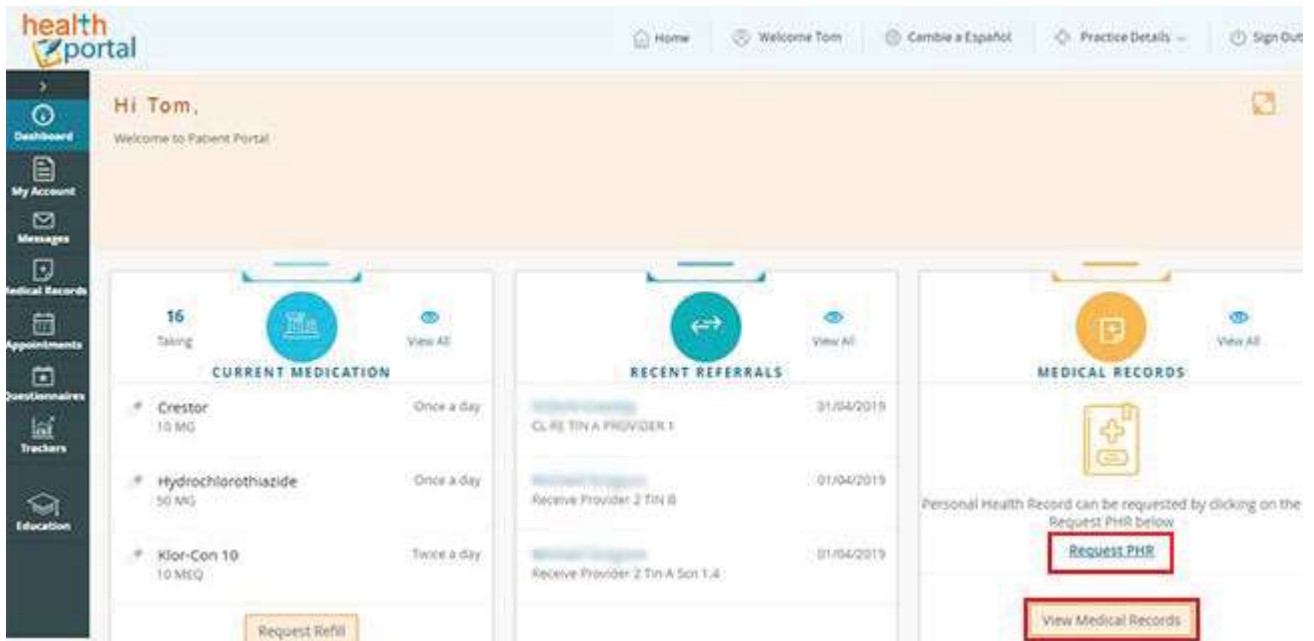 health
portal
Home
Welcome Tom
Cambie a Español
Practice Details
Sign Out
Hi Tom,
Welcome to Patient Portal
Dashboard
My Account
Messages
Medical Records
Appointments
Questionnaires
Trackers
Education
16
Taking
View All
CURRENT MEDICATION
Crestor
Once a day
10 MG
Hydrochlorothiazide
Once a day
50 MG
Klor-Con 10
Twice a day
10 MEQ
Request Refill
View All
RECENT REFERRALS
01/04/2019
TIN A PROVIDER 1
01/04/2019
Receive Provider 2 TIN B
01/04/2019
Receive Provider 2 Tin A Scn 1.4
View All
MEDICAL RECORDS
Personal Health Record can be requested by clicking on the
Request PHR below
Request PHR
View Medical Records